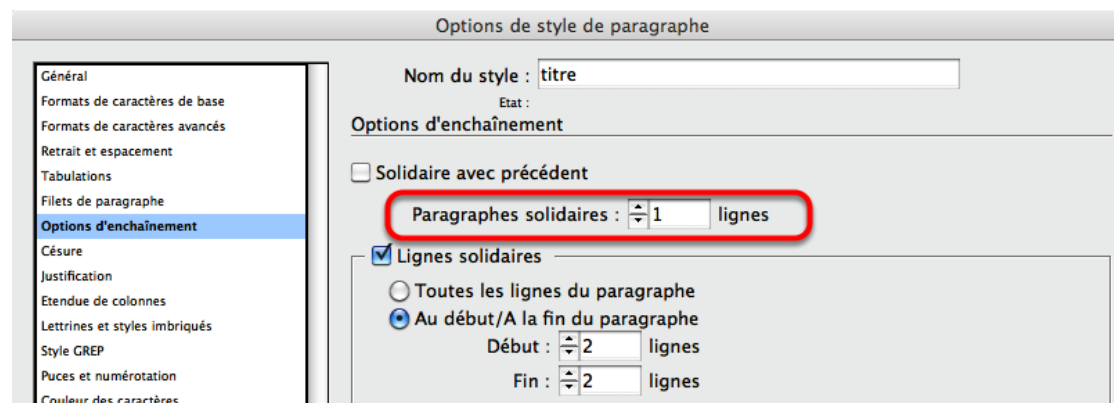 Options de style de paragraphe
Général
Formats de caractères de base
Formats de caractères avancés
Retrait et espacement
Tabulations
Filets de paragraphe
Options d'enchaînement
Césure
Justification
Etendue de colonnes
Lettrines et styles imbriqués
Style GREP
Puces et numérotation
Couleur des caractères
Nom du style : titre
Etat :
Options d'enchaînement
Solidaire avec précédent
Paragraphes solidaires : 1 lignes
Lignes solidaires
Toutes les lignes du paragraphe
Au début/A la fin du paragraphe
Début : 2 lignes
Fin : 2 lignes